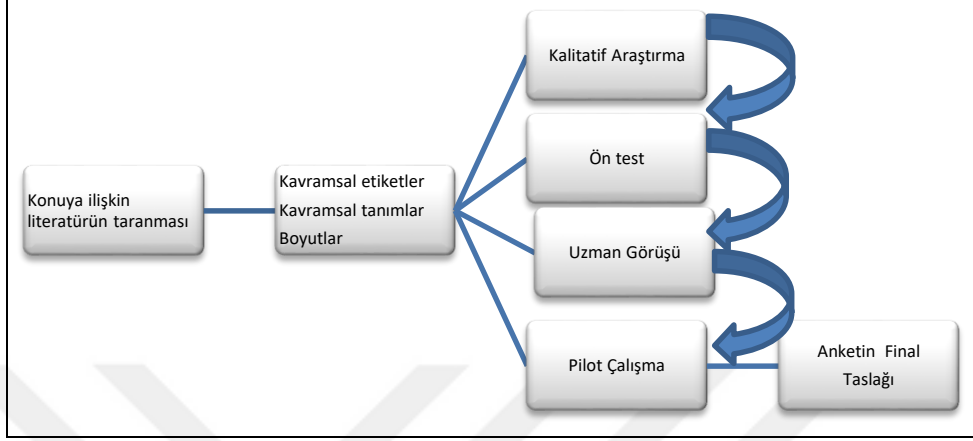 Konuya ilişkin
literatürün taranması
Kavramsal etiketler
Kavramsal tanımlar
Boyutlar
Kalitatif Araştırma
Ön test
Uzman Görüşü
Pilot Çalışma
Anketin Final
Taslağı